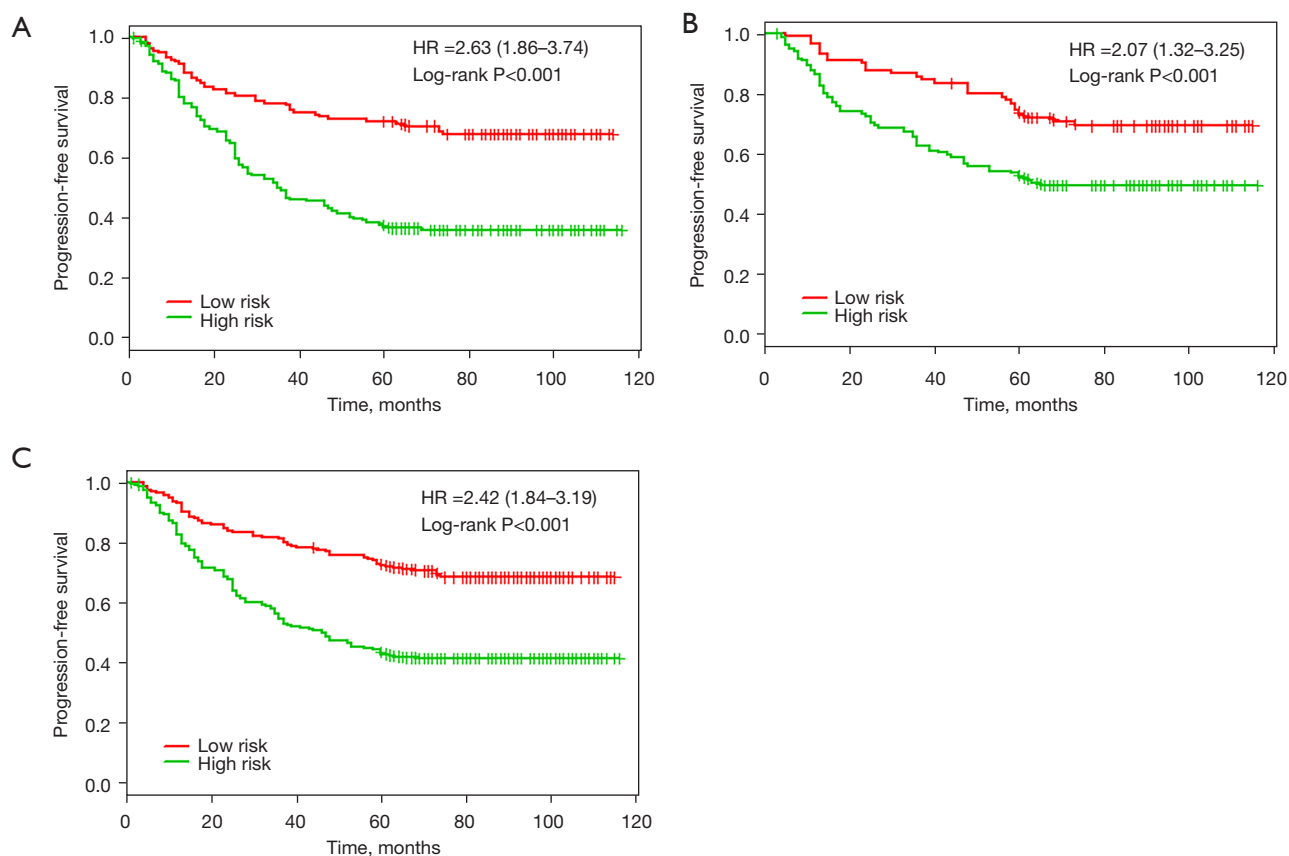 A
HR =2.63 (1.86–3.74)
Log-rank P<0.001
Progression-free survival
1.0
0.8
0.6
0.4
0.2
0.0
Low risk
High risk
0 20 40 60 80 100 120
Time, months
B
HR =2.07 (1.32–3.25)
Log-rank P<0.001
Progression-free survival
1.0
0.8
0.6
0.4
0.2
0.0
Low risk
High risk
0 20 40 60 80 100 120
Time, months
C
HR =2.42 (1.84–3.19)
Log-rank P<0.001
Progression-free survival
1.0
0.8
0.6
0.4
0.2
0.0
Low risk
High risk
0 20 40 60 80 100 120
Time, months